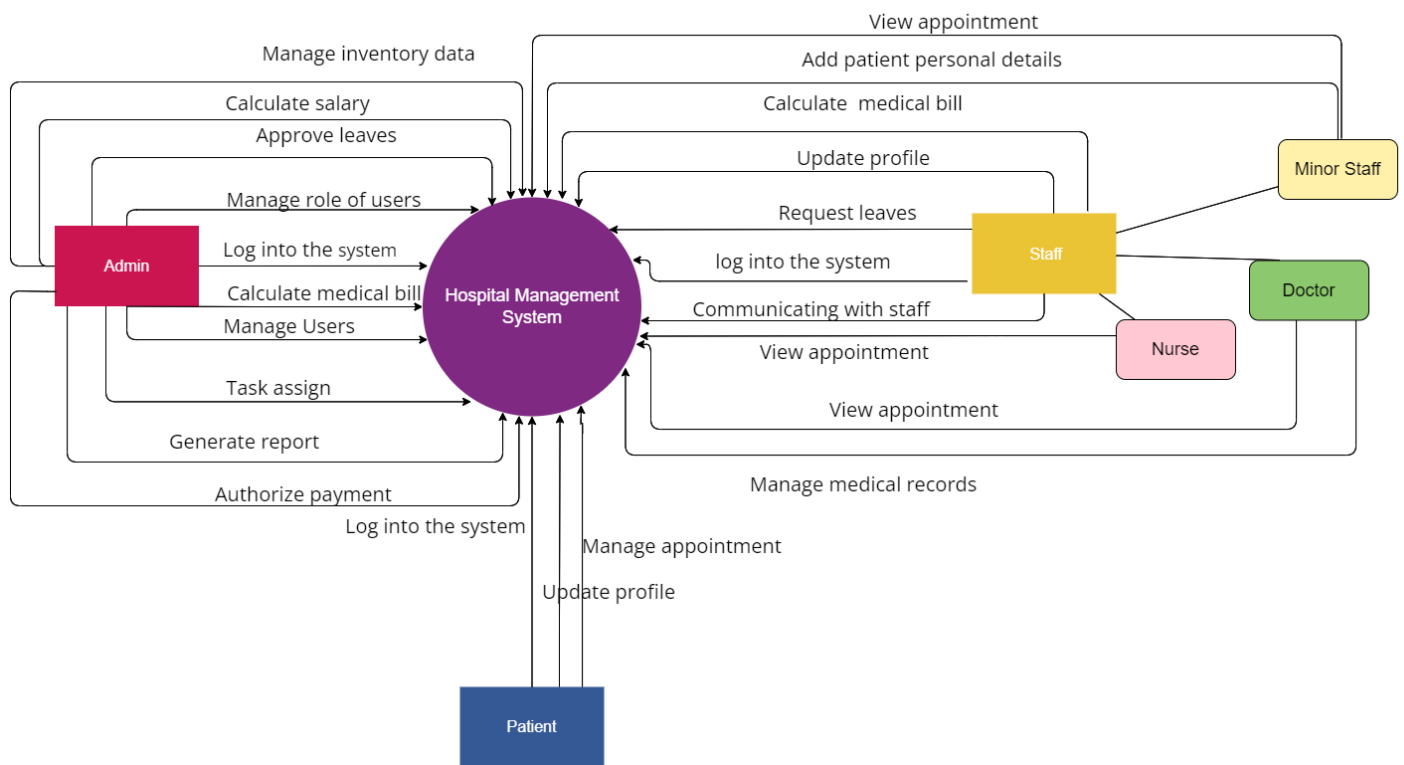 View appointment
Manage inventory data
Add patient personal details
Calculate salary
Calculate medical bill
Approve leaves
Update profile
Minor Staff
Manage role of users
Request leaves
Log into the system
Admin
log into the system
Staff
Doctor
Calculate medical bill
Hospital Management
System
Communicating with staff
Manage Users
View appointment
Nurse
Task assign
View appointment
Generate report
Manage medical records
Authorize payment
Log into the system
Manage appointment
Update profile
Patient